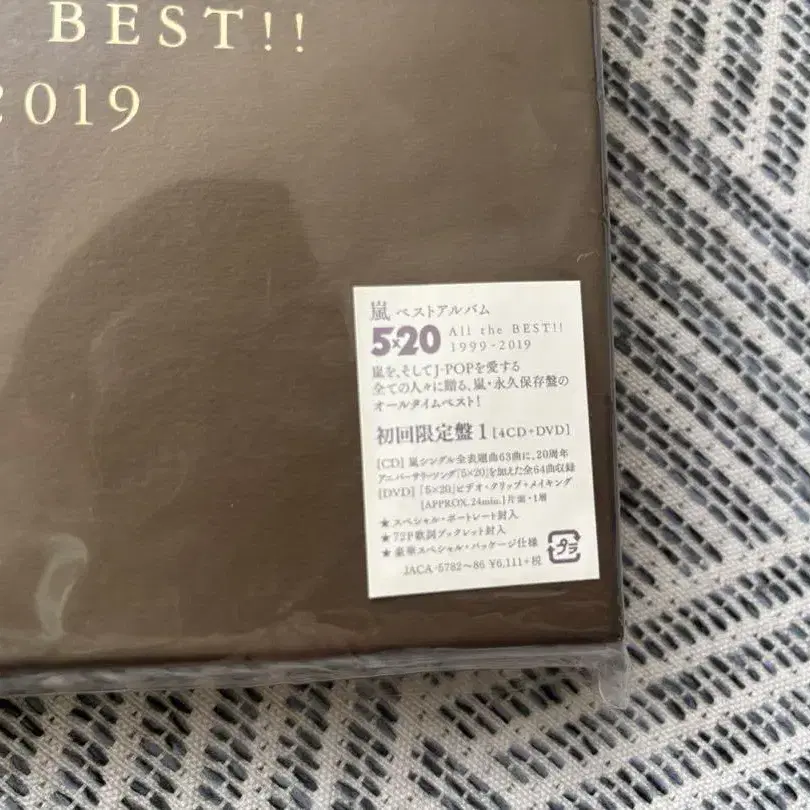 BEST!!
2019
嵐 ベストアルバム
5×20 All the BEST!!
1999-2019
嵐を、そしてJ-POPを愛する
全ての人々に贈る、嵐・永久保存盤の
オールタイムベスト!
初回限定盤 1 [4CD+DVD]
[CD] 嵐シングル全表題曲63曲に、20周年
アニバーサリーソング「5×20」を加えた全64曲収録
[DVD] 「5×20」ビデオ・クリップ+メイキング
[APPROX.24min.] 片面・1層
★スペシャル・ポートレート封入
★72P歌詞ブックレット封入
★豪華スペシャル・パッケージ仕様
JACA-5782~86 ¥6,111+税
プラ